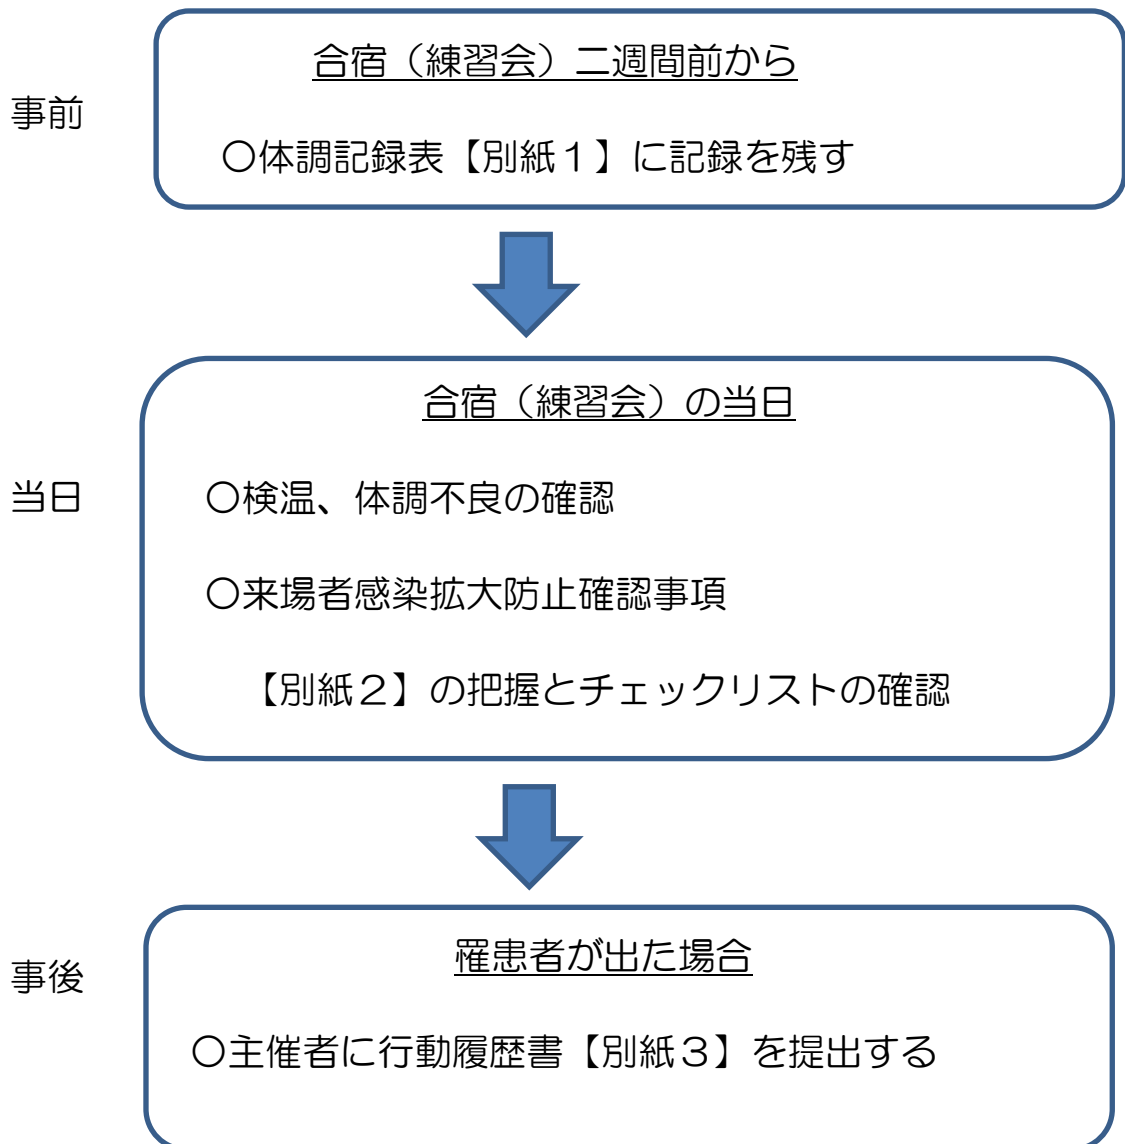 事前
合宿（練習会）二週間前から
〇体調記録表【別紙１】に記録を残す
当日
合宿（練習会）の当日
〇検温、体調不良の確認
〇来場者感染拡大防止確認事項
【別紙２】の把握とチェックリストの確認
事後
罹患者が出た場合
〇主催者に行動履歴書【別紙３】を提出する